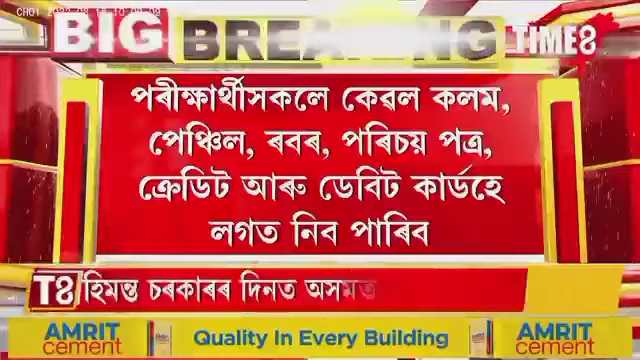 BIG BREAKING
TIME8
পৰীক্ষাৰ্থীসকলে কেৱল কলম,
পেঞ্চিল, ৰবৰ, পৰিচয় পত্ৰ,
ক্ৰেডিট আৰু ডেবিট কাৰ্ডহে
লগত নিব পাৰিব
T8 হিমন্ত চৰকাৰৰ দিনত অসমত
AMRIT cement Quality In Every Building AMRIT cement